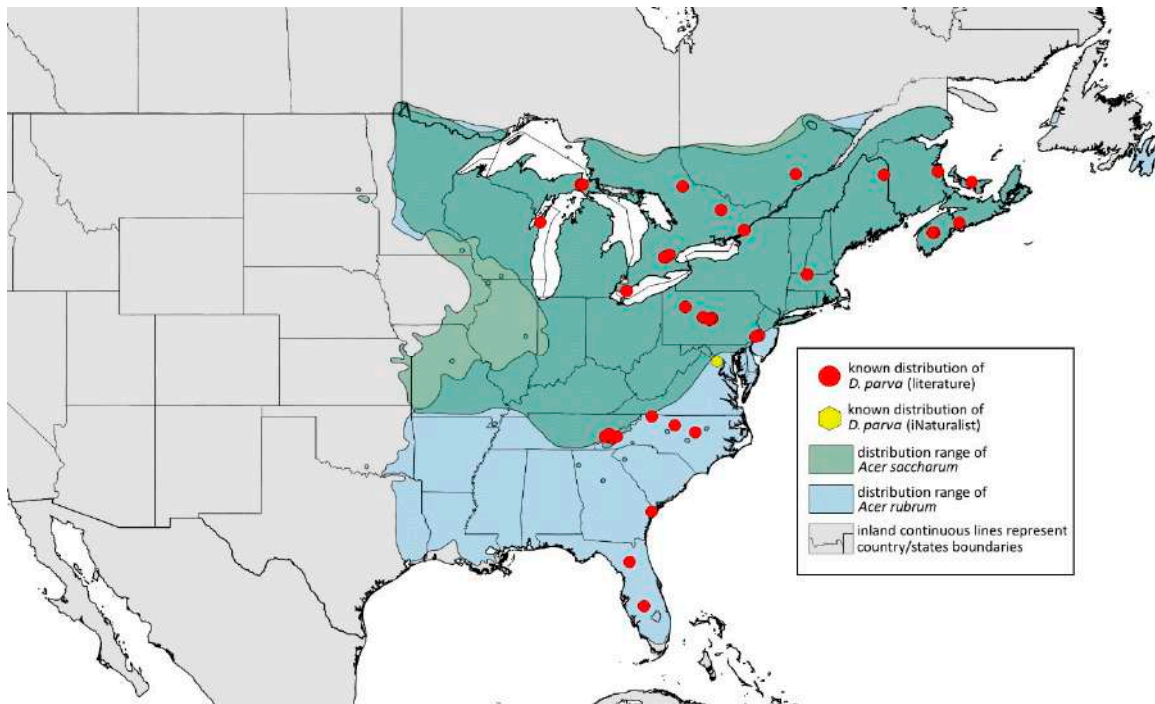 known distribution of
D. parva (literature)
known distribution of
D. parva (iNaturalist)
distribution range of
Acer saccharum
distribution range of
Acer rubrum
inland continuous lines represent
country/states boundaries